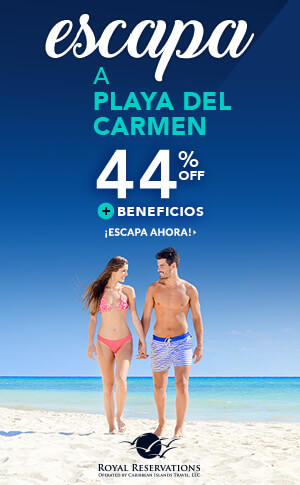 escapa
A
PLAYA DEL
CARMEN
44% OFF
+ BENEFICIOS
¡ESCAPA AHORA!
ROYAL RESERVATIONS
OPERATED BY CARIBBEAN ISLANDS TRAVEL, LLC